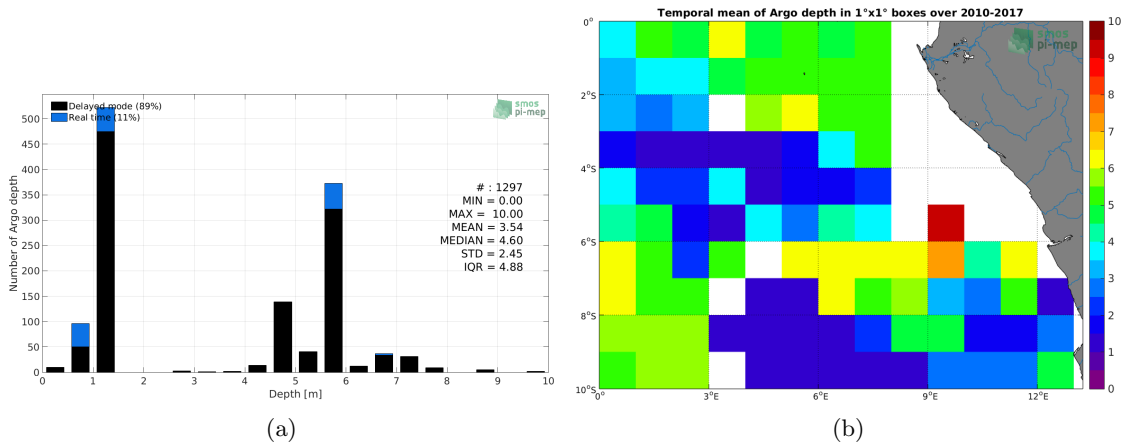 Delayed mode (89%)
Real time (11%)
smos
pi-mep
550
500
450
400
350
300
250
200
150
100
50
0
Number of Argo depth
# : 1297
MIN = 0.00
MAX = 10.00
MEAN = 3.54
MEDIAN = 4.60
STD = 2.45
IQR = 4.88
0 1 2 3 4 5 6 7 8 9 10
Depth [m]
(a)
Temporal mean of Argo depth in 1°x1° boxes over 2010-2017
smos
pi-mep
0°
2°S
4°S
6°S
8°S
10°S
0° 3°E 6°E 9°E 12°E
10
9
8
7
6
5
4
3
2
1
0
(b)